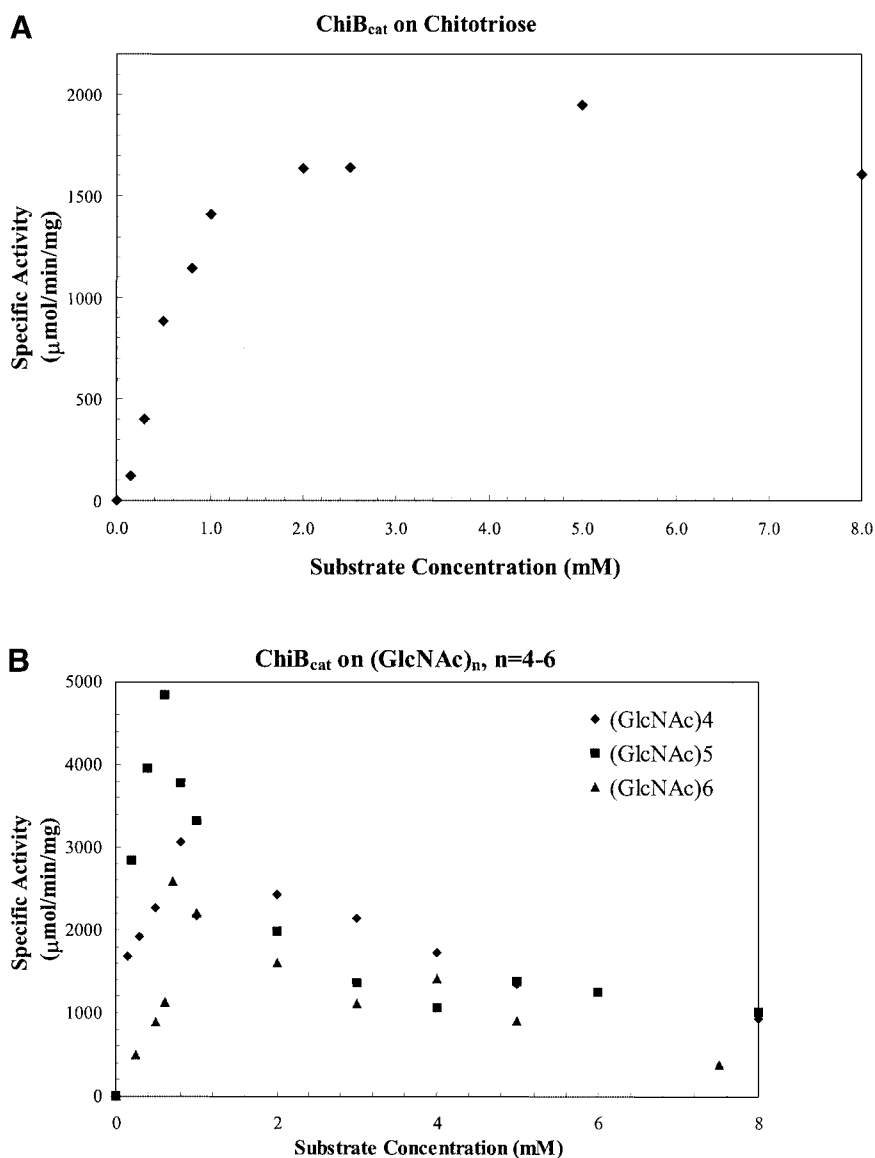 A
ChiBcat on Chitotriose
Specific Activity
(μmol/min/mg)
2000
1500
1000
500
0
0.0 1.0 2.0 3.0 4.0 5.0 6.0 7.0 8.0
Substrate Concentration (mM)
B
ChiBcat on (GlcNAc)n, n=4-6
Specific Activity
(μmol/min/mg)
5000
4000
3000
2000
1000
0
(GlcNAc)4
(GlcNAc)5
(GlcNAc)6
0 2 4 6 8
Substrate Concentration (mM)